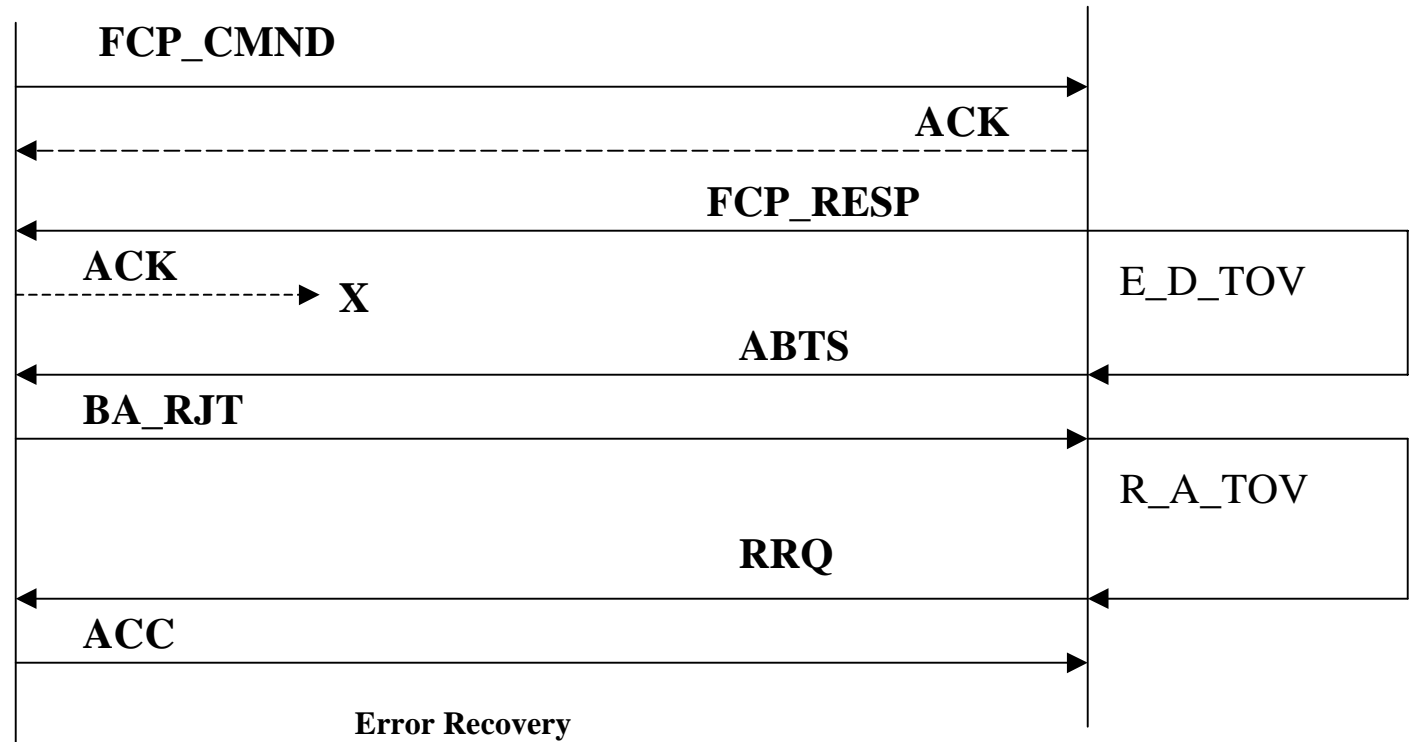 FCP_CMND
ACK
FCP_RESP
ACK
X
E_D_TOV
ABTS
BA_RJT
R_A_TOV
RRQ
ACC
Error Recovery